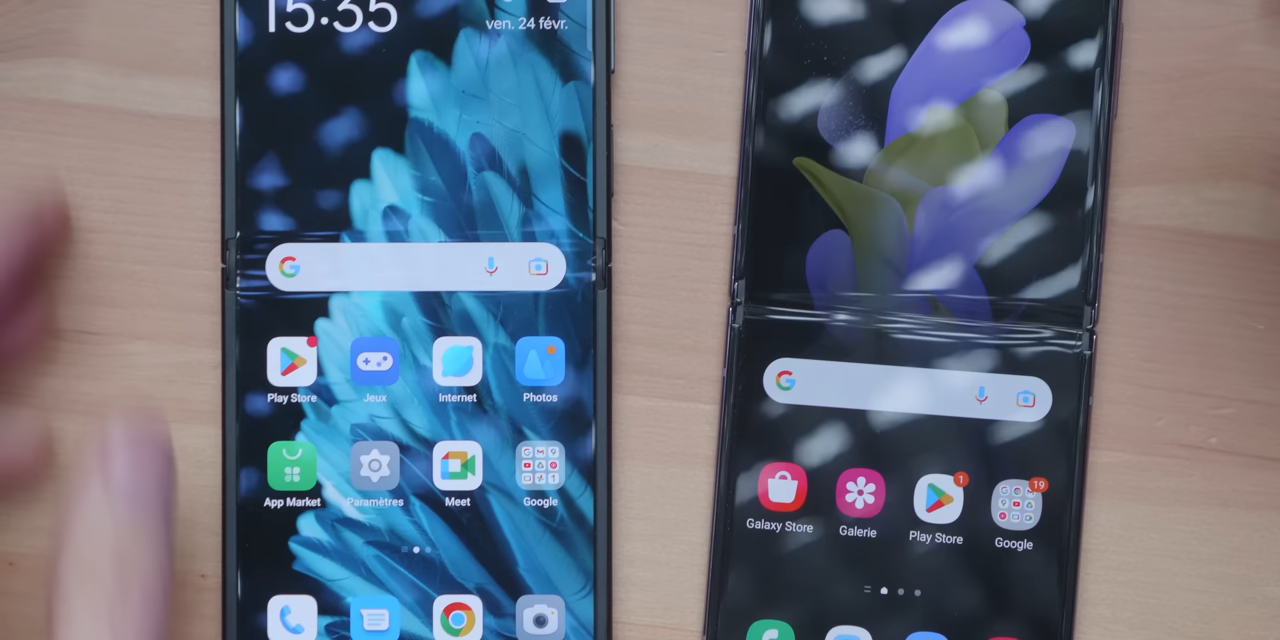 15:35
ven. 24 févr.
Play Store
Jeux
Internet
Photos
App Market
Paramètres
Meet
Google
Galaxy Store
Galerie
Play Store
Google
1
19